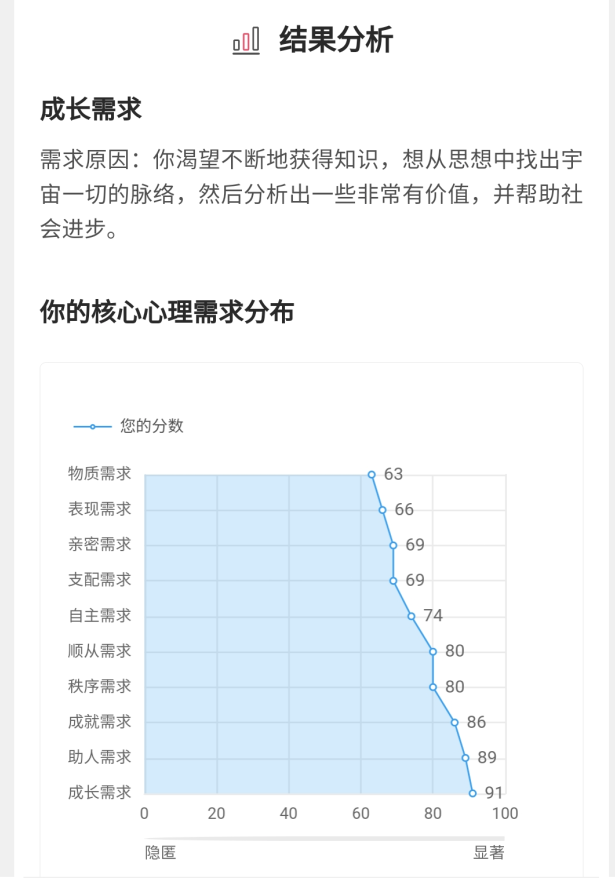 结果分析
成长需求
需求原因：你渴望不断地获得知识，想从思想中找出宇
宙一切的脉络，然后分析出一些非常有价值，并帮助社
会进步。
你的核心心理需求分布
您的分数
物质需求 63
表现需求 66
亲密需求 69
支配需求 69
自主需求 74
顺从需求 80
秩序需求 80
成就需求 86
助人需求 89
成长需求 91
0 20 40 60 80 100
隐匿 显著